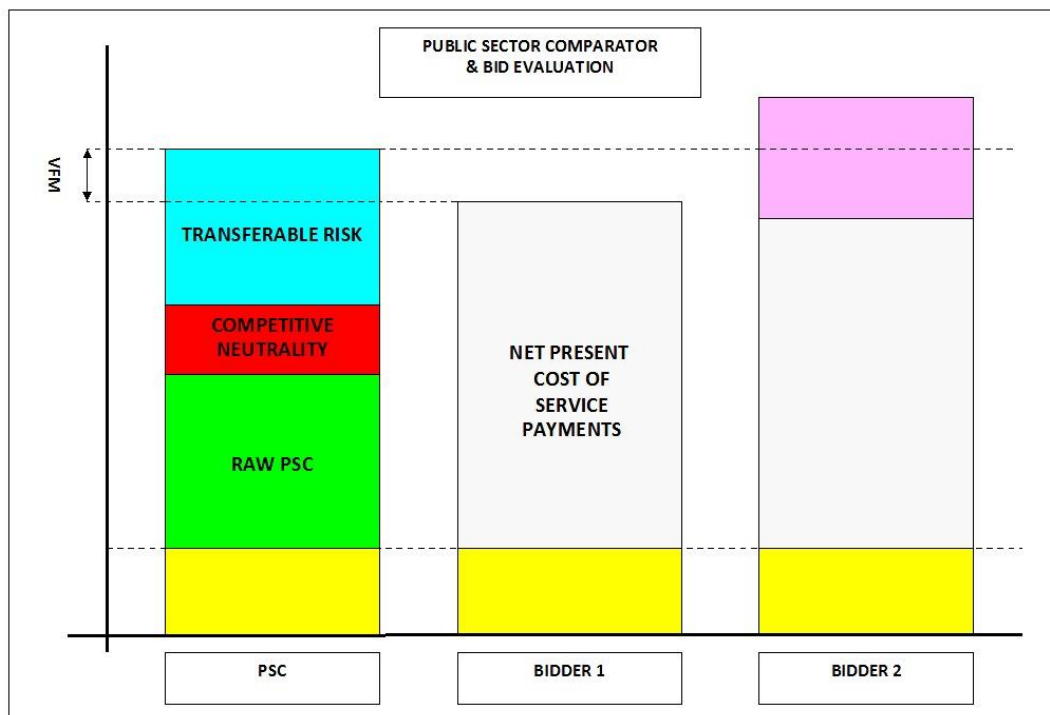 PUBLIC SECTOR COMPARATOR
& BID EVALUATION
VFM
TRANSFERABLE RISK
COMPETITIVE
NEUTRALITY
RAW PSC
NET PRESENT
COST OF
SERVICE
PAYMENTS
PSC
BIDDER 1
BIDDER 2